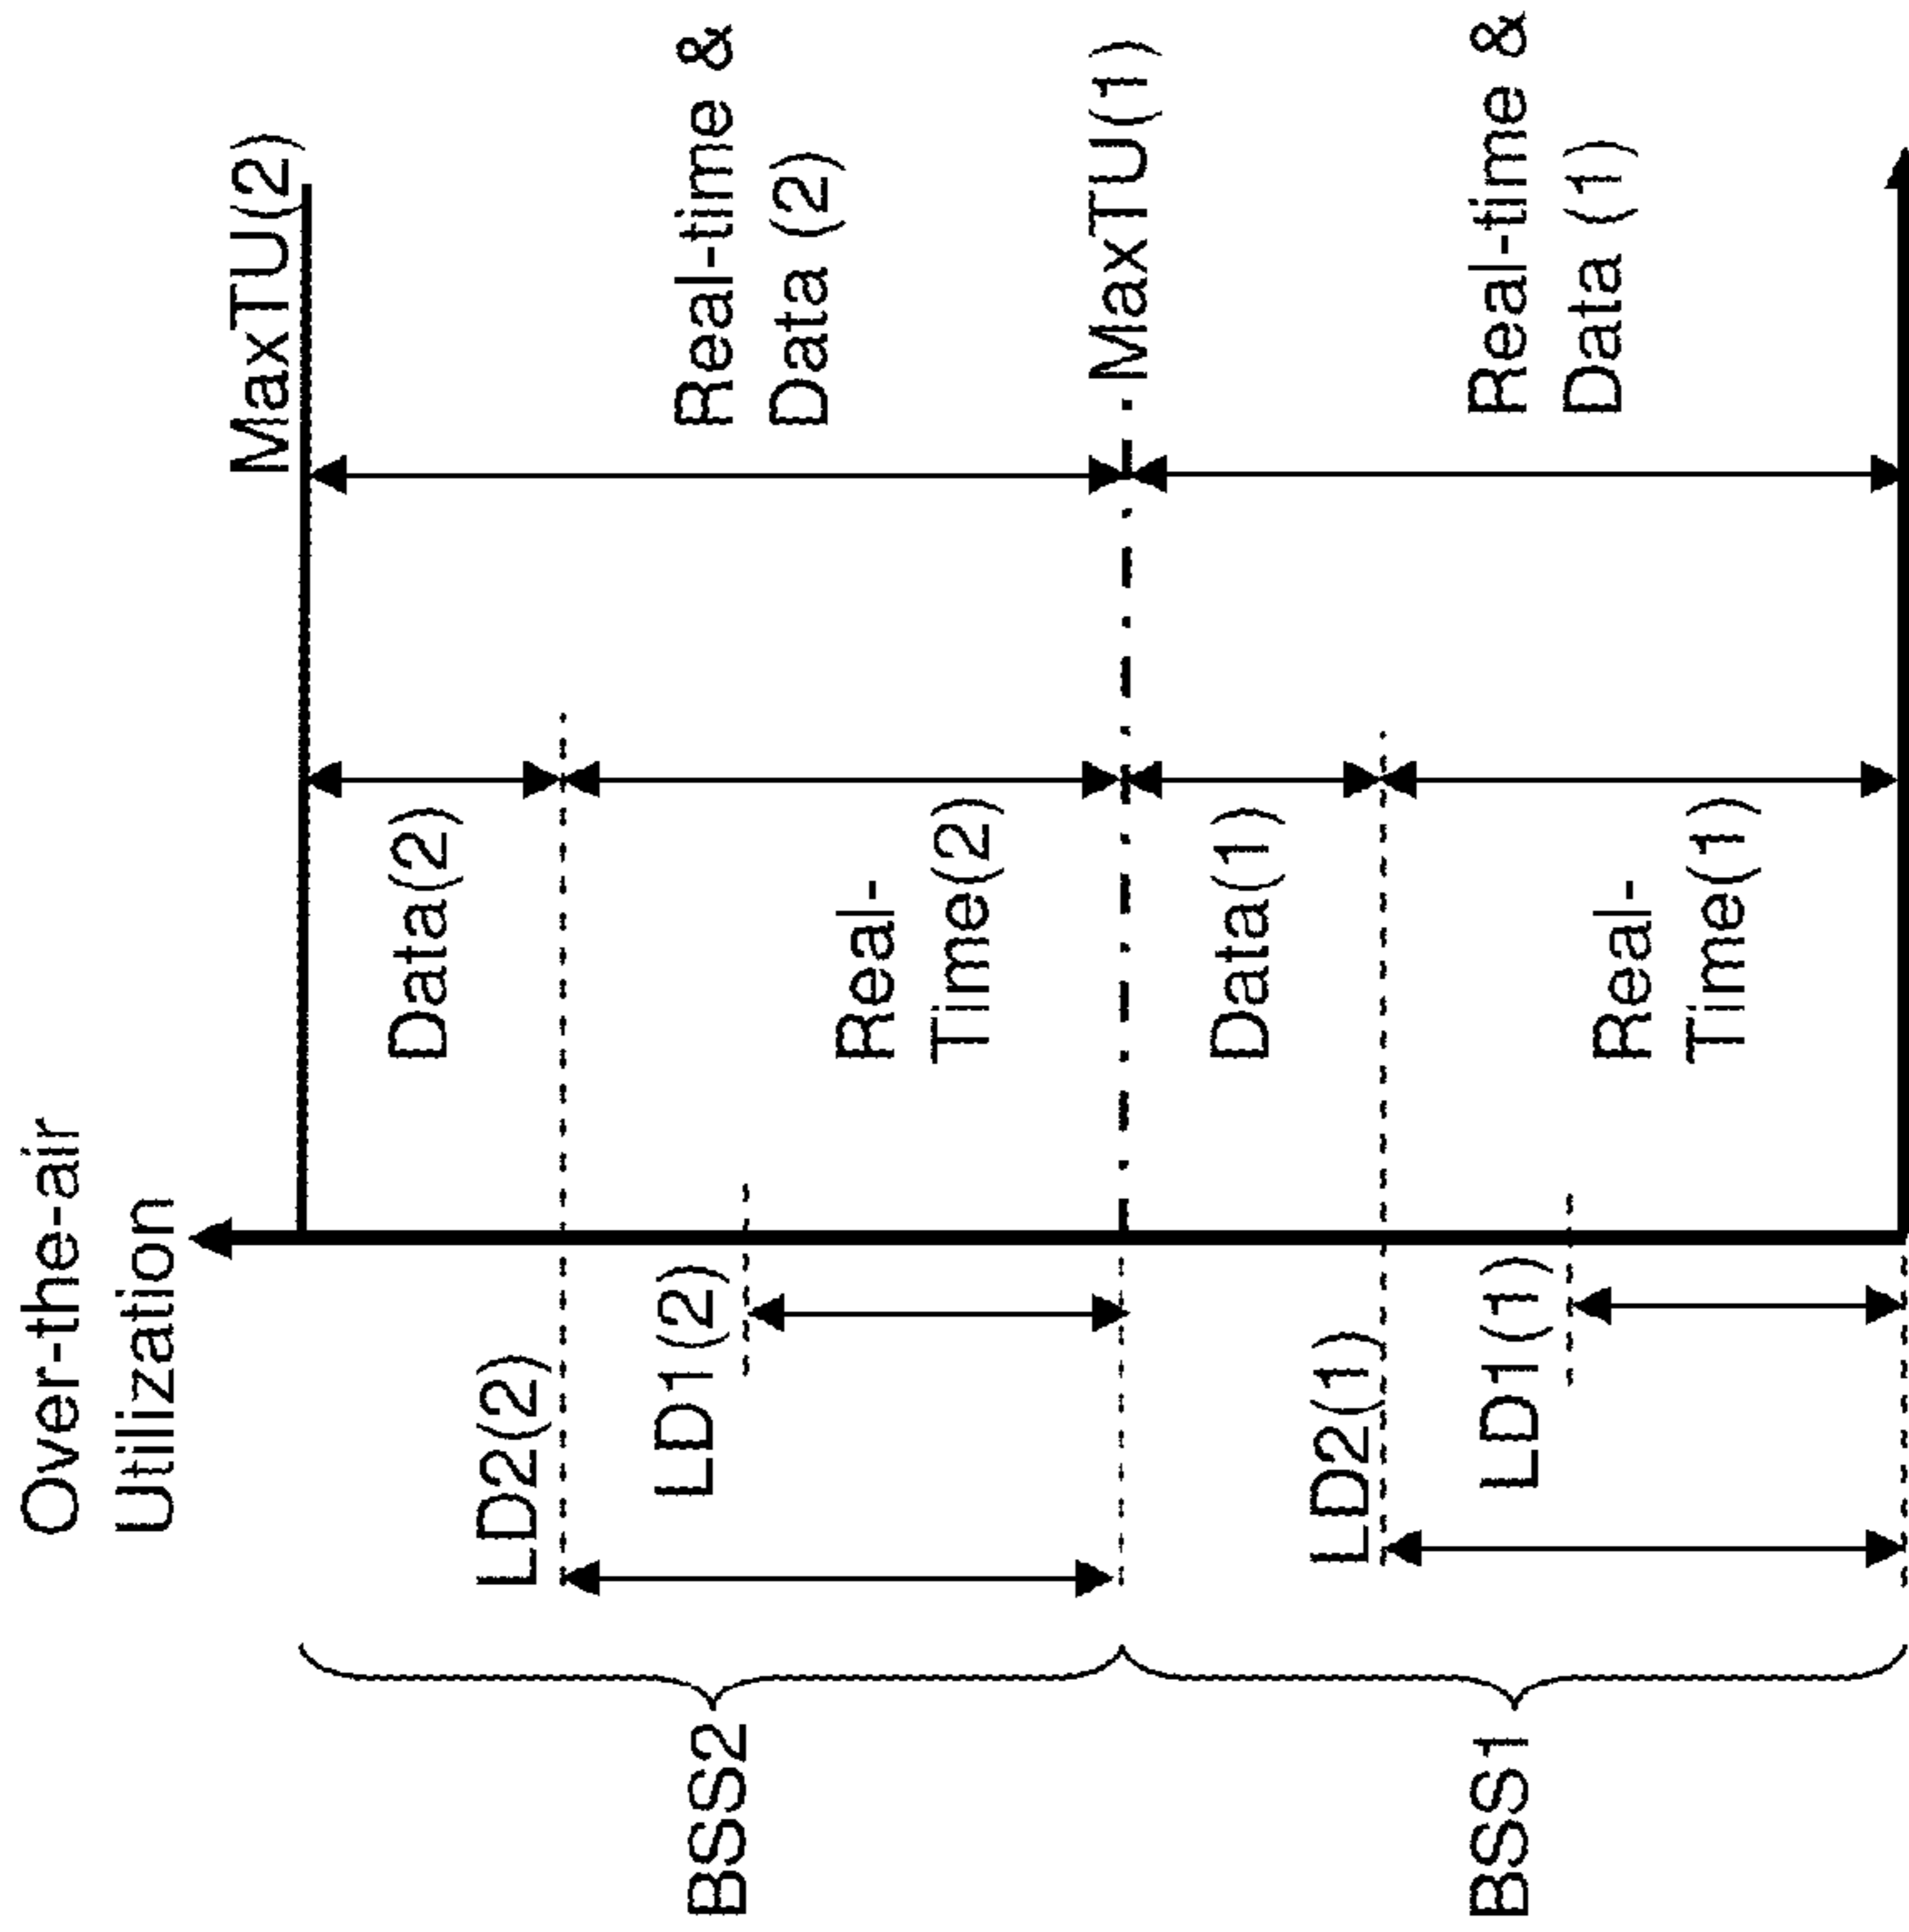 Over-the-air
Utilization
MaxTU(2)
Data(2)
LD2(2)
LD1(2)
Real-time &
Data (2)
Real-
Time(2)
BSS2
MaxTU(1)
Data(1)
LD2(1)
LD1(1)
Real-time &
Data (1)
Real-
Time(1)
BSS1